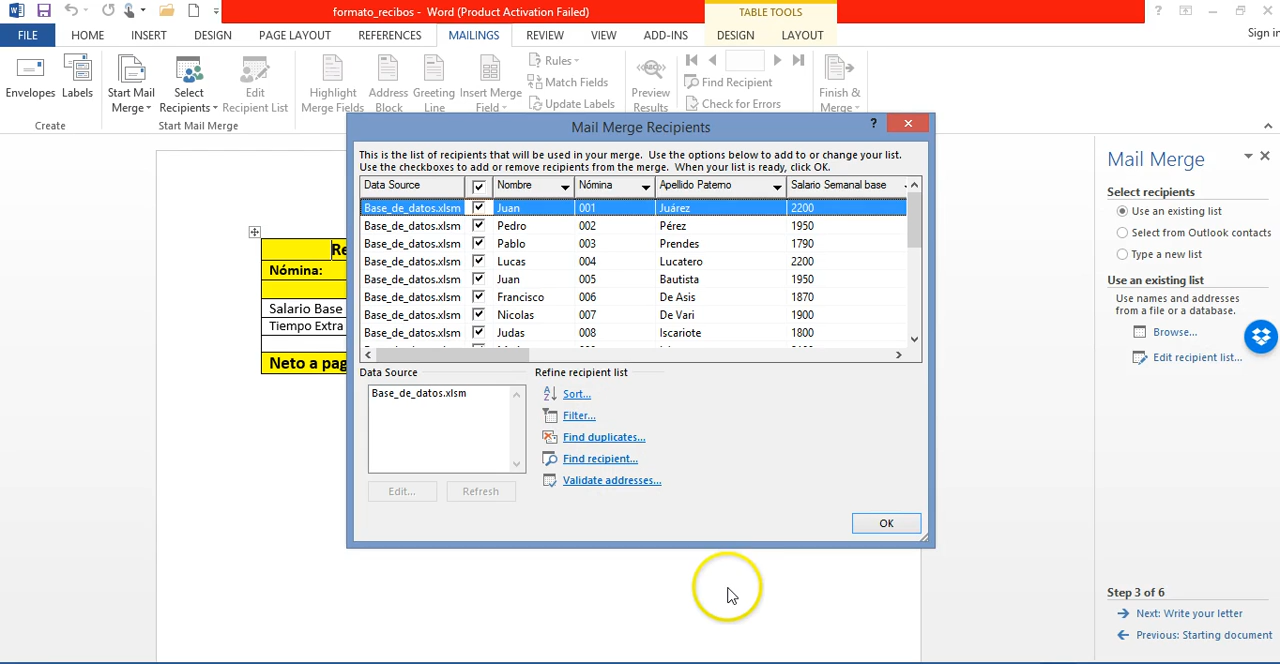 formato_recibos - Word (Product Activation Failed)
TABLE TOOLS
FILE HOME INSERT DESIGN PAGE LAYOUT REFERENCES MAILINGS REVIEW VIEW ADD-INS DESIGN LAYOUT Sign in
Envelopes Labels
Create
Start Mail Merge
Select Recipients
Edit Recipient List
Start Mail Merge
Highlight Merge Fields
Address Block
Greeting Line
Insert Merge Field
Rules
Match Fields
Update Labels
Preview Results
Find Recipient
Check for Errors
Finish & Merge
Nómina:
Salario Base
Tiempo Extra
Mail Merge Recipients
This is the list of recipients that will be used in your merge. Use the options below to add to or change your list.
Use the checkboxes to add or remove recipients from the merge. When your list is ready, click OK.
Data Source Nombre Nómina Apellido Paterno Salario Semanal base
Base_de_datos.xlsm Juan 001 Juárez 2200
Base_de_datos.xlsm Pedro 002 Pérez 1950
Base_de_datos.xlsm Pablo 003 Prendes 1790
Base_de_datos.xlsm Lucas 004 Lucatero 2200
Base_de_datos.xlsm Juan 005 Bautista 1950
Base_de_datos.xlsm Francisco 006 De Asis 1870
Base_de_datos.xlsm Nicolas 007 De Vari 1900
Base_de_datos.xlsm Judas 008 Iscariote 1800
Data Source
Base_de_datos.xlsm
Edit... Refresh
Refine recipient list
Sort...
Filter...
Find duplicates...
Find recipient...
Validate addresses...
OK
Mail Merge
Select recipients
Use an existing list
Select from Outlook contacts
Type a new list
Use an existing list
Use names and addresses
from a file or a database.
Browse...
Edit recipient list...
Step 3 of 6
Next: Write your letter
Previous: Starting document